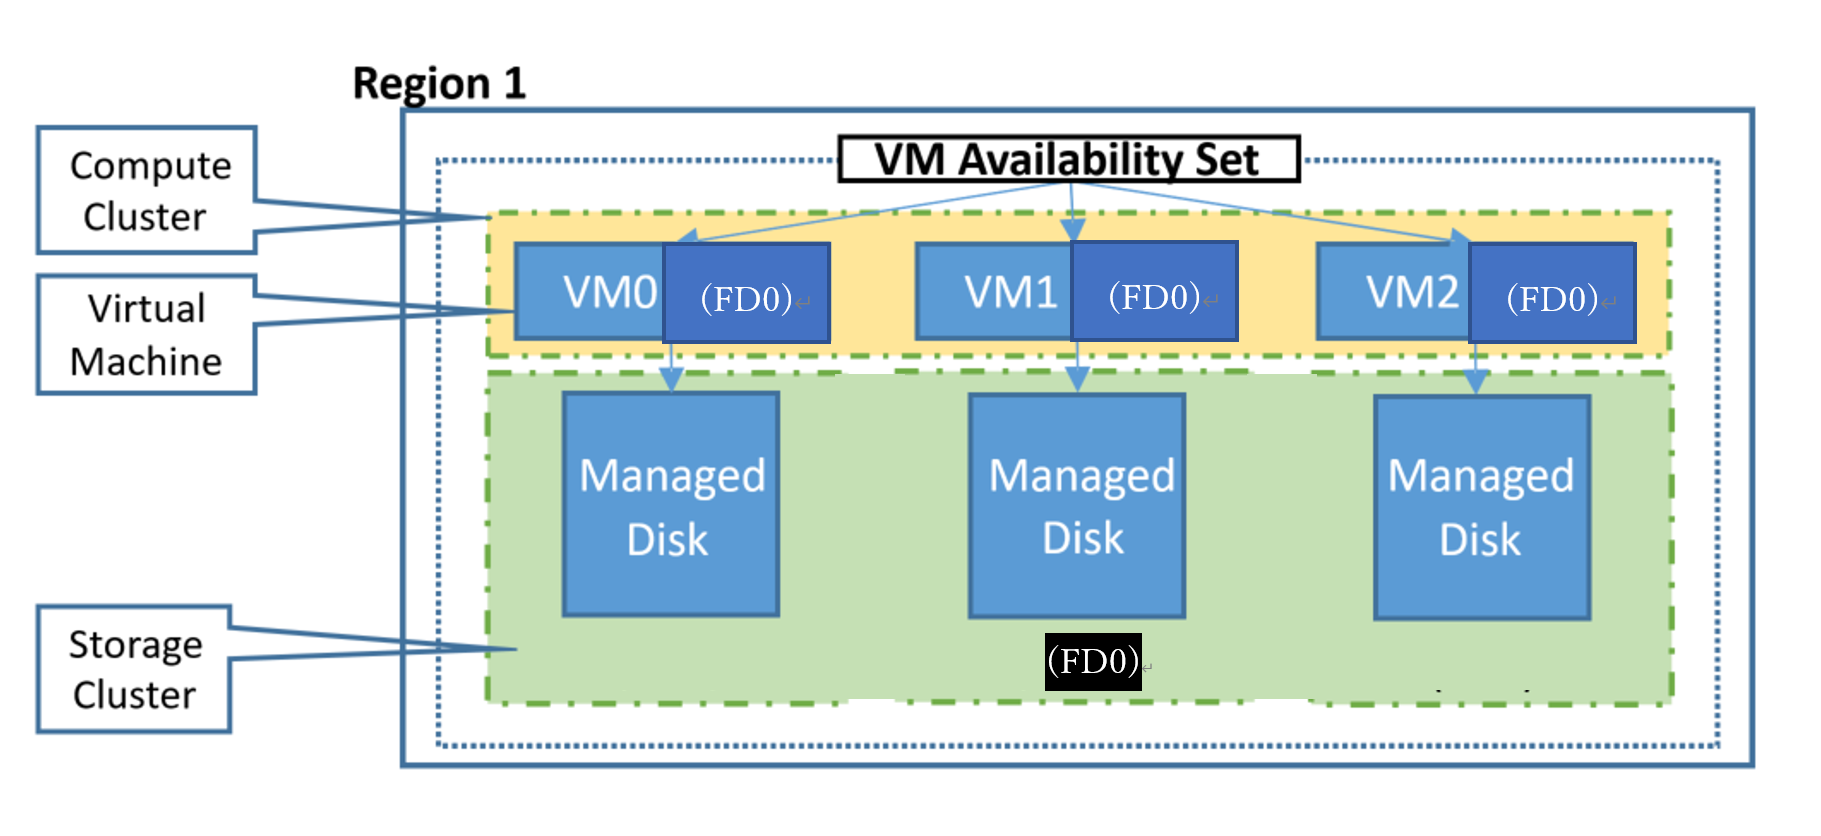 Region 1
VM Availability Set
Compute
Cluster
Virtual
Machine
VM0 (FD0)↵
VM1 (FD0)↵
VM2 (FD0)↵
Managed
Disk
Managed
Disk
Managed
Disk
(FD0)↵
Storage
Cluster